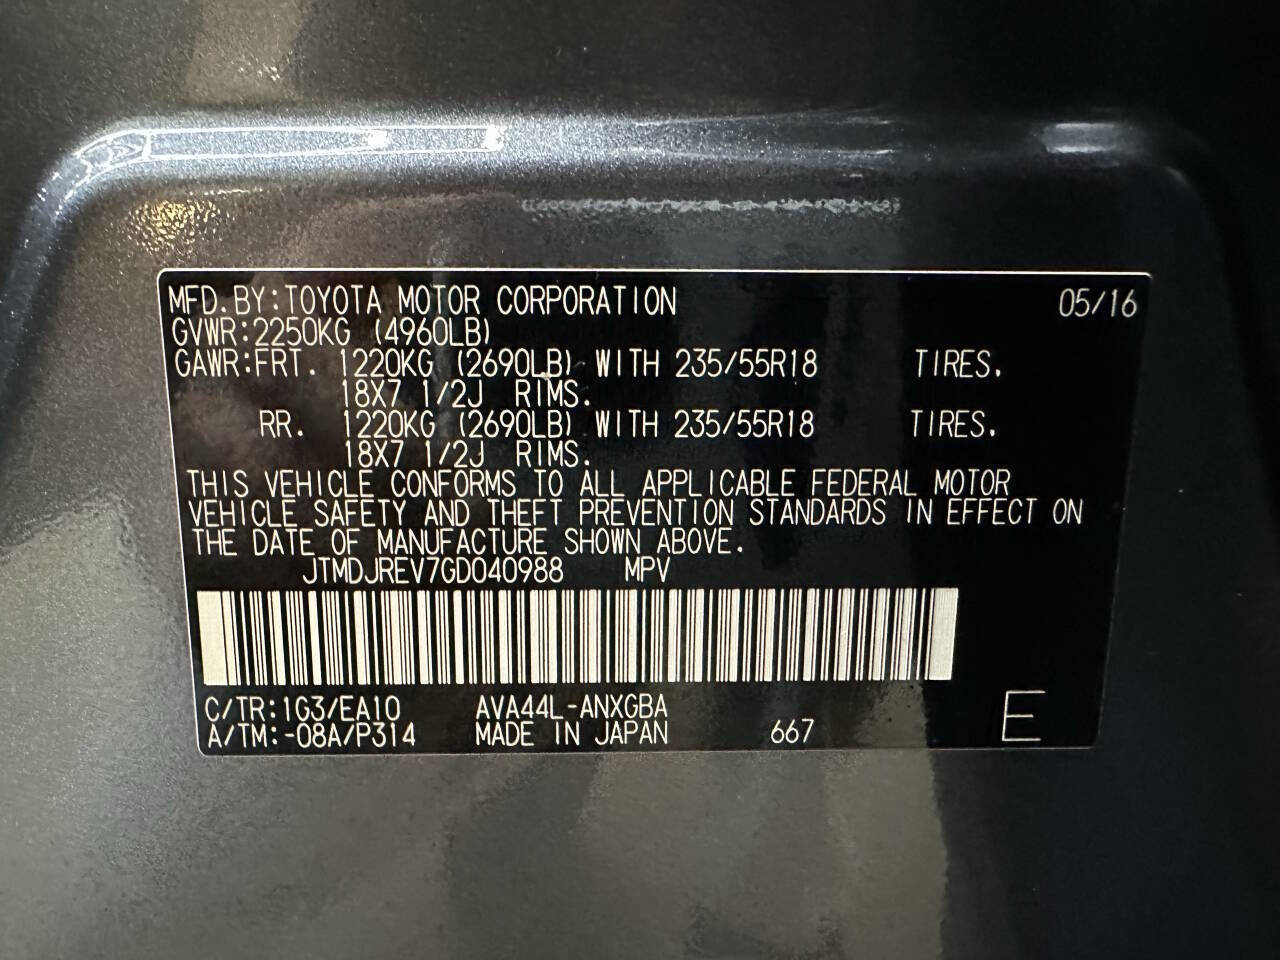 MFD. BY: TOYOTA MOTOR CORPORATION 05/16
GVWR: 2250KG (4960LB)
GAWR: FRT. 1220KG (2690LB) WITH 235/55R18 TIRES.
18X7 1/2J RIMS.
RR. 1220KG (2690LB) WITH 235/55R18 TIRES.
18X7 1/2J RIMS.
THIS VEHICLE CONFORMS TO ALL APPLICABLE FEDERAL MOTOR
VEHICLE SAFETY AND THEFT PREVENTION STANDARDS IN EFFECT ON
THE DATE OF MANUFACTURE SHOWN ABOVE.
JTMDJREV7GD040988 MPV
C/TR: 1G3/EA10 AVA44L-ANXGBA
A/TM: -08A/P314 MADE IN JAPAN 667 E